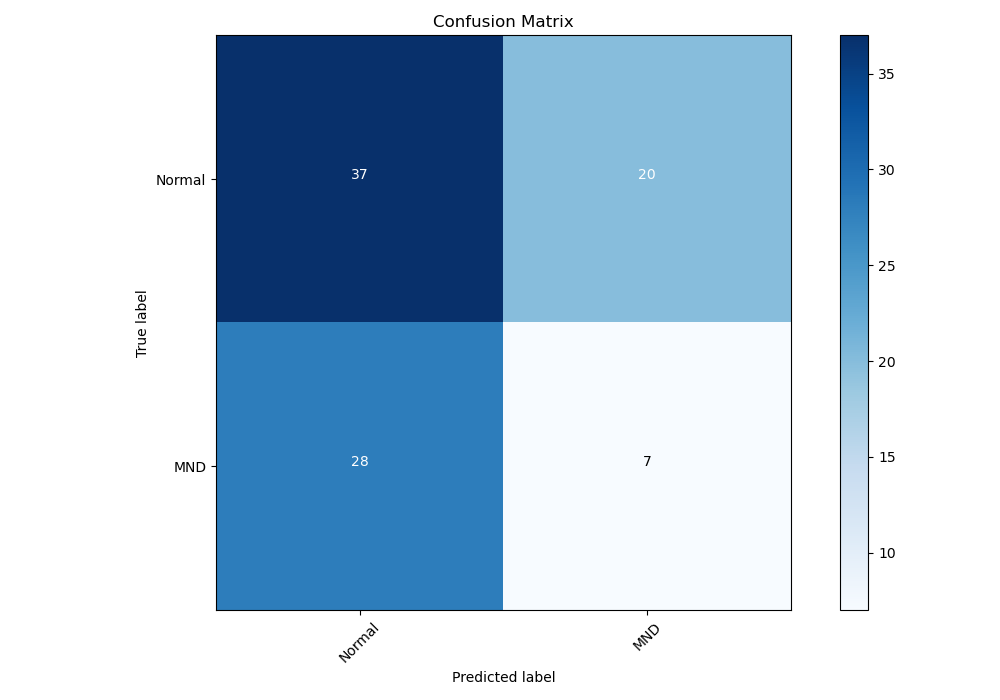 Confusion Matrix
Normal
37
20
True label
MND
28
7
Normal
MND
Predicted label
35
30
25
20
15
10